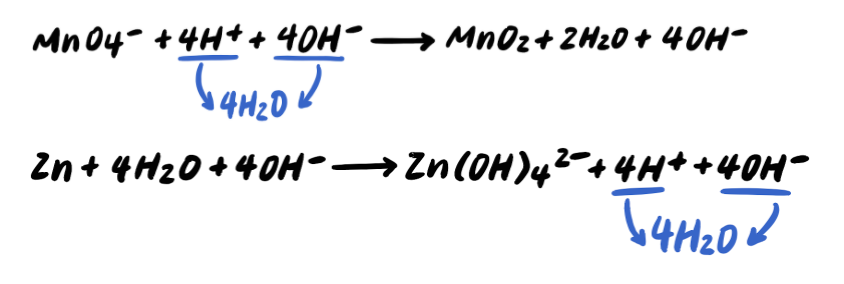 MnO4⁻ + 4H⁺ + 4OH⁻ ⟶ MnO2 + 2H2O + 4OH⁻
4H2O
Zn + 4H2O + 4OH⁻ ⟶ Zn(OH)4²⁻ + 4H⁺ + 4OH⁻
4H2O